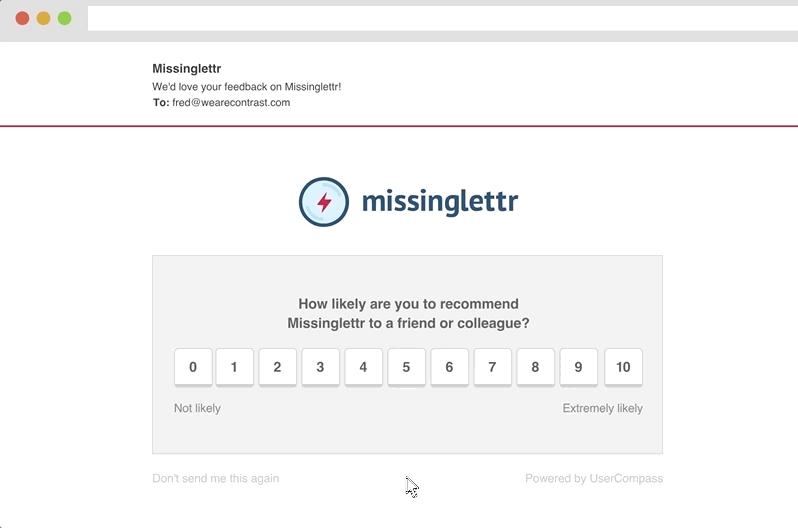 Missinglettr
We'd love your feedback on Missinglettr!
To: fred@wearecontrast.com
missinglettr
How likely are you to recommend
Missinglettr to a friend or colleague?
0 1 2 3 4 5 6 7 8 9 10
Not likely Extremely likely
Don't send me this again Powered by UserCompass